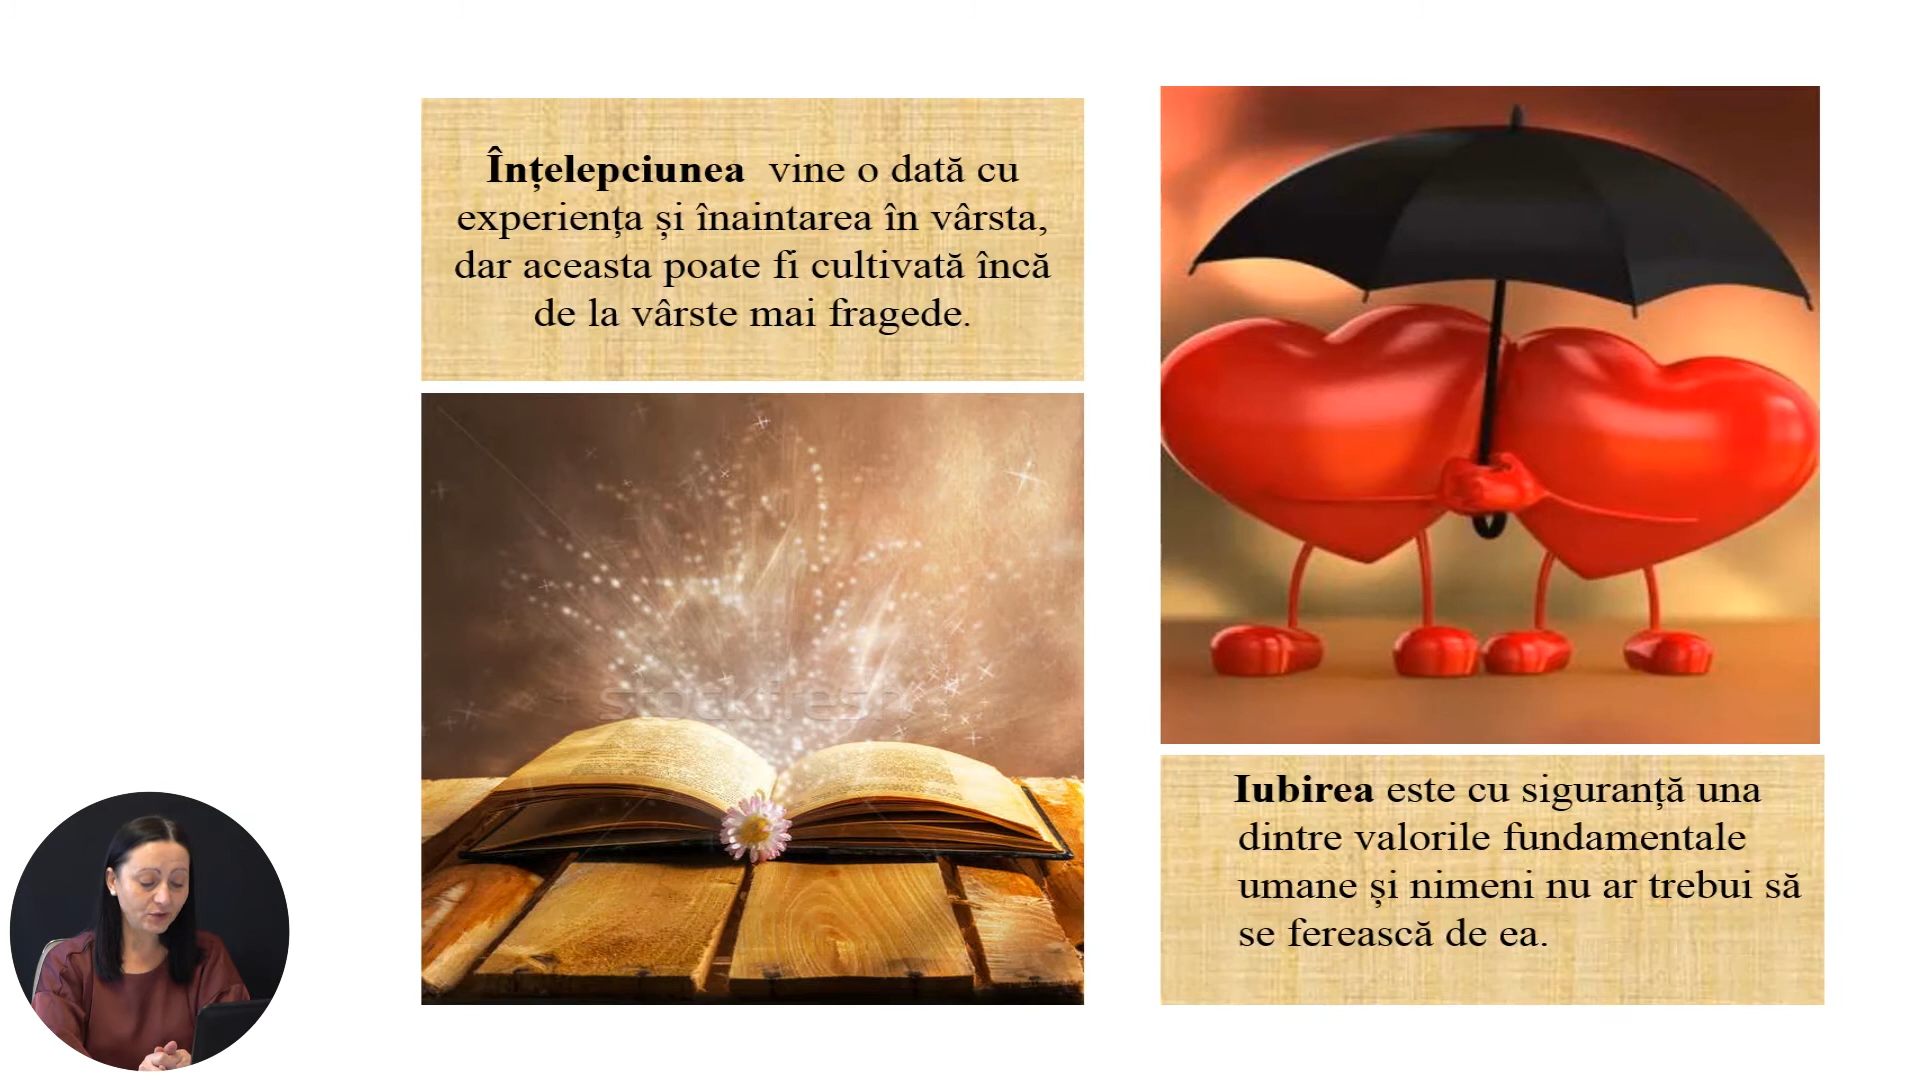 Înțelepciunea vine o dată cu
experiența și înaintarea în vârsta,
dar aceasta poate fi cultivată încă
de la vârste mai fragede.
stockfresh
Iubirea este cu siguranță una
dintre valorile fundamentale
umane și nimeni nu ar trebui să
se ferească de ea.